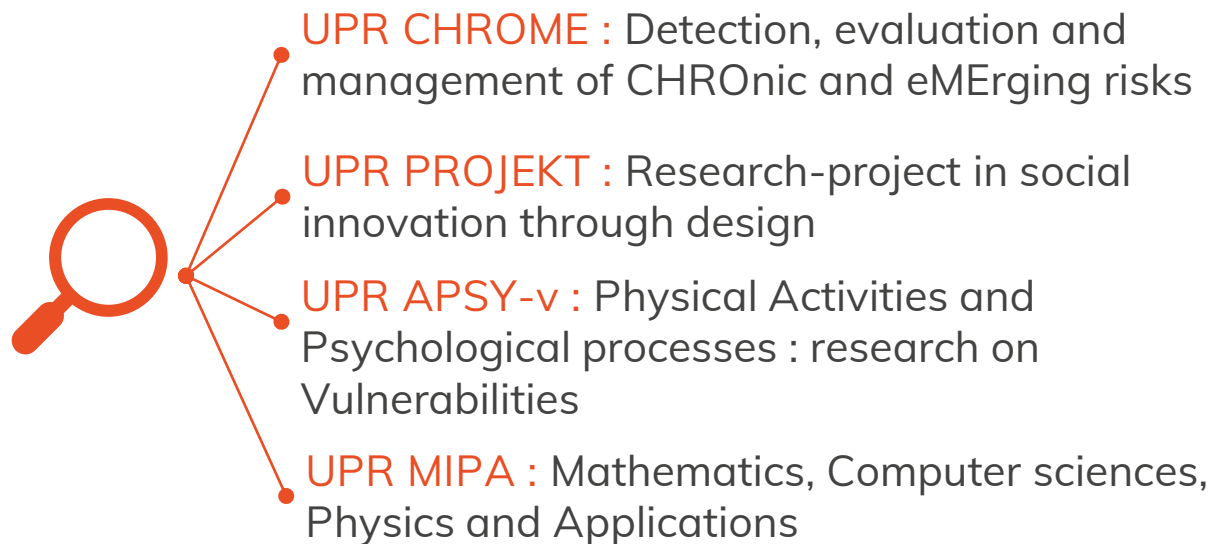 UPR CHROME : Detection, evaluation and
management of CHROnic and eMErging risks
UPR PROJEKT : Research-project in social
innovation through design
UPR APSY-v : Physical Activities and
Psychological processes : research on
Vulnerabilities
UPR MIPA : Mathematics, Computer sciences,
Physics and Applications